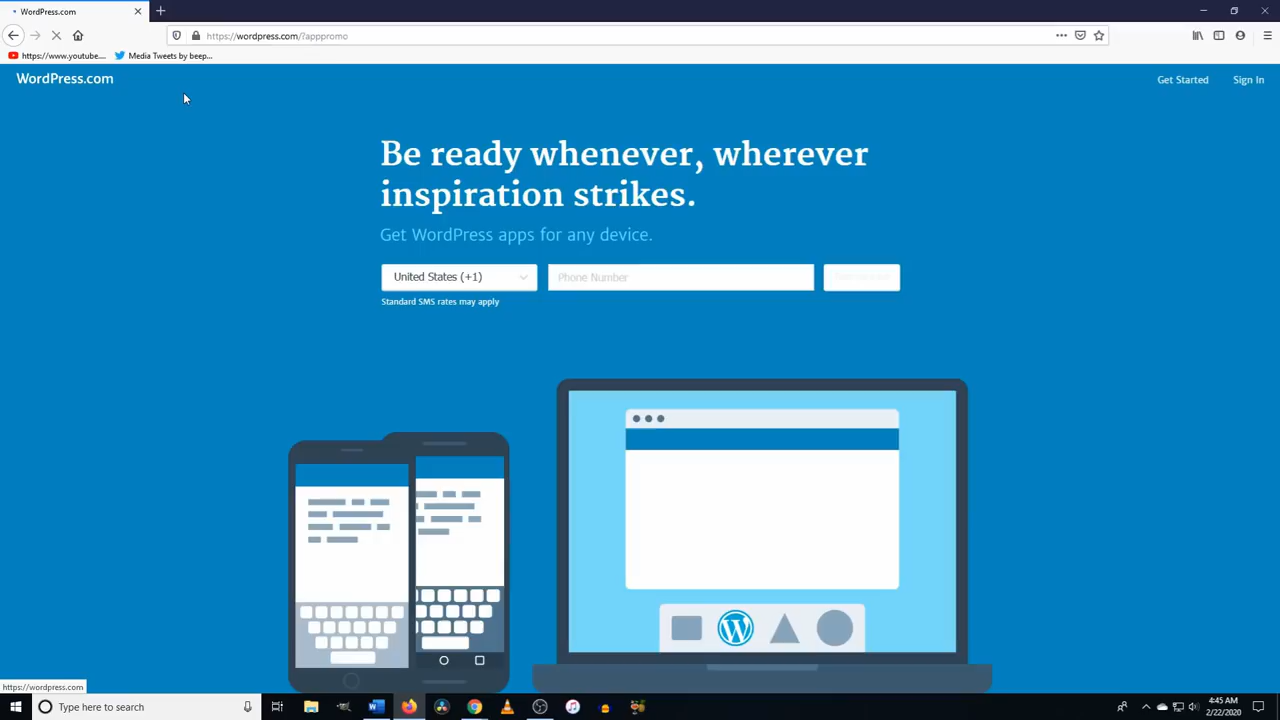 WordPress.com
https://wordpress.com/?apppromo
https://www.youtube....
Media Tweets by beep...
WordPress.com
Get Started
Sign In
Be ready whenever, wherever
inspiration strikes.
Get WordPress apps for any device.
United States (+1)
Phone Number
Standard SMS rates may apply
https://wordpress.com
Type here to search
4:45 AM
2/22/2020